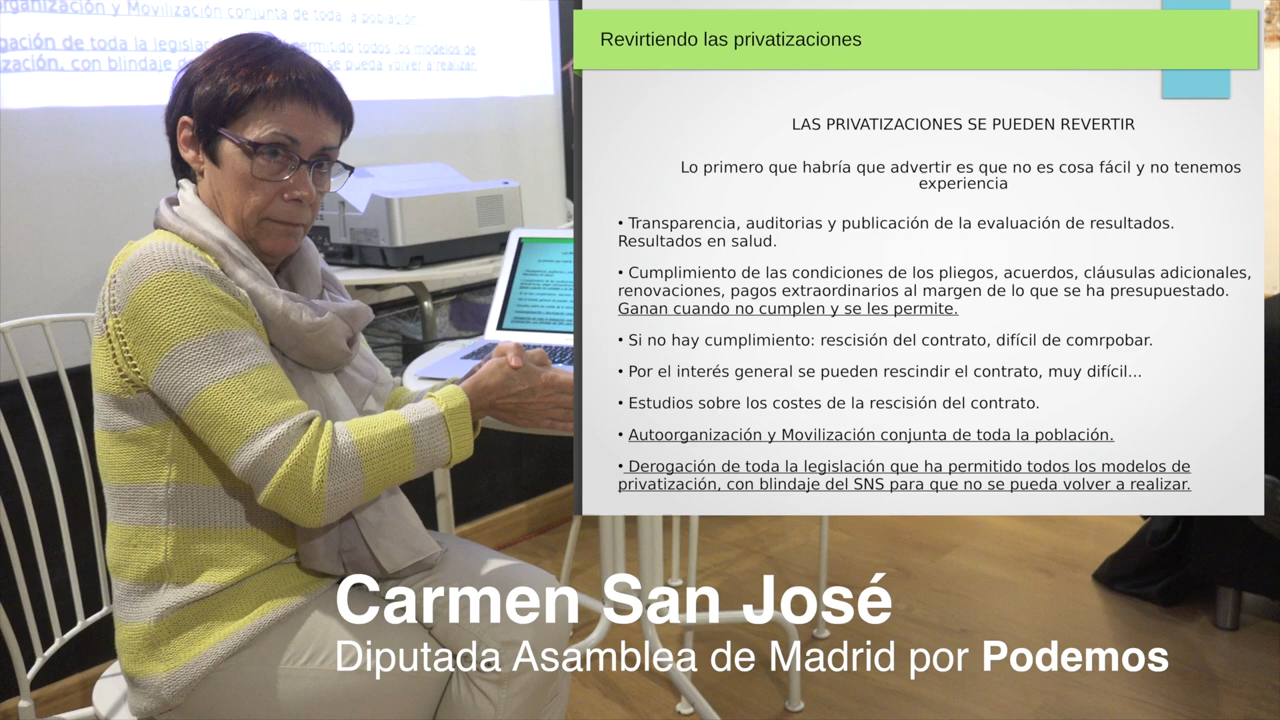 organización y Movilización conjunta de toda la población.
gación de toda la legislac permitido todos los modelos de
zación, con blindaje de se pueda volver a realizar.
Revirtiendo las privatizaciones
LAS PRIVATIZACIONES SE PUEDEN REVERTIR
Lo primero que habría que advertir es que no es cosa fácil y no tenemos
experiencia
• Transparencia, auditorias y publicación de la evaluación de resultados.
Resultados en salud.
• Cumplimiento de las condiciones de los pliegos, acuerdos, cláusulas adicionales,
renovaciones, pagos extraordinarios al margen de lo que se ha presupuestado.
Ganan cuando no cumplen y se les permite.
• Si no hay cumplimiento: rescisión del contrato, difícil de comrpobar.
• Por el interés general se pueden rescindir el contrato, muy difícil...
• Estudios sobre los costes de la rescisión del contrato.
• Autoorganización y Movilización conjunta de toda la población.
• Derogación de toda la legislación que ha permitido todos los modelos de
privatización, con blindaje del SNS para que no se pueda volver a realizar.
Carmen San José
Diputada Asamblea de Madrid por Podemos